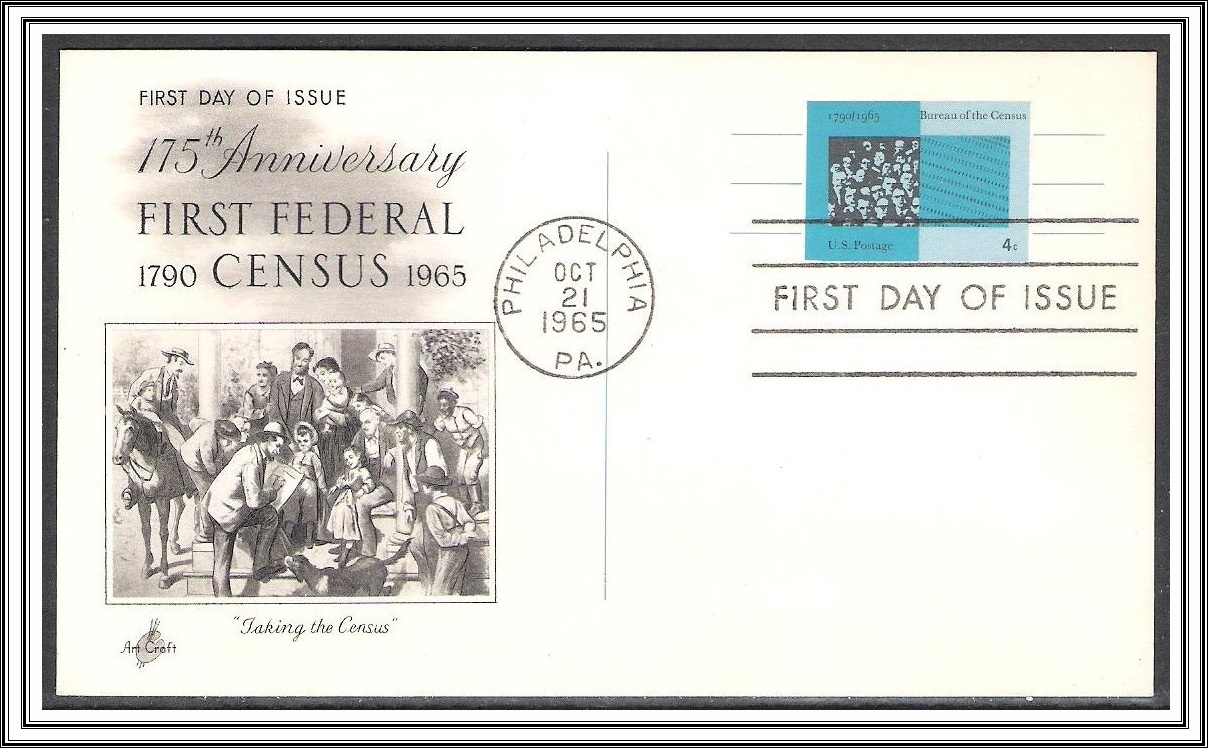 FIRST DAY OF ISSUE
175th Anniversary
FIRST FEDERAL
1790 CENSUS 1965
"Taking the Census"
Art Craft
PHILADELPHIA
OCT
21
1965
PA.
1790/1965 Bureau of the Census
U.S. Postage 4c
FIRST DAY OF ISSUE